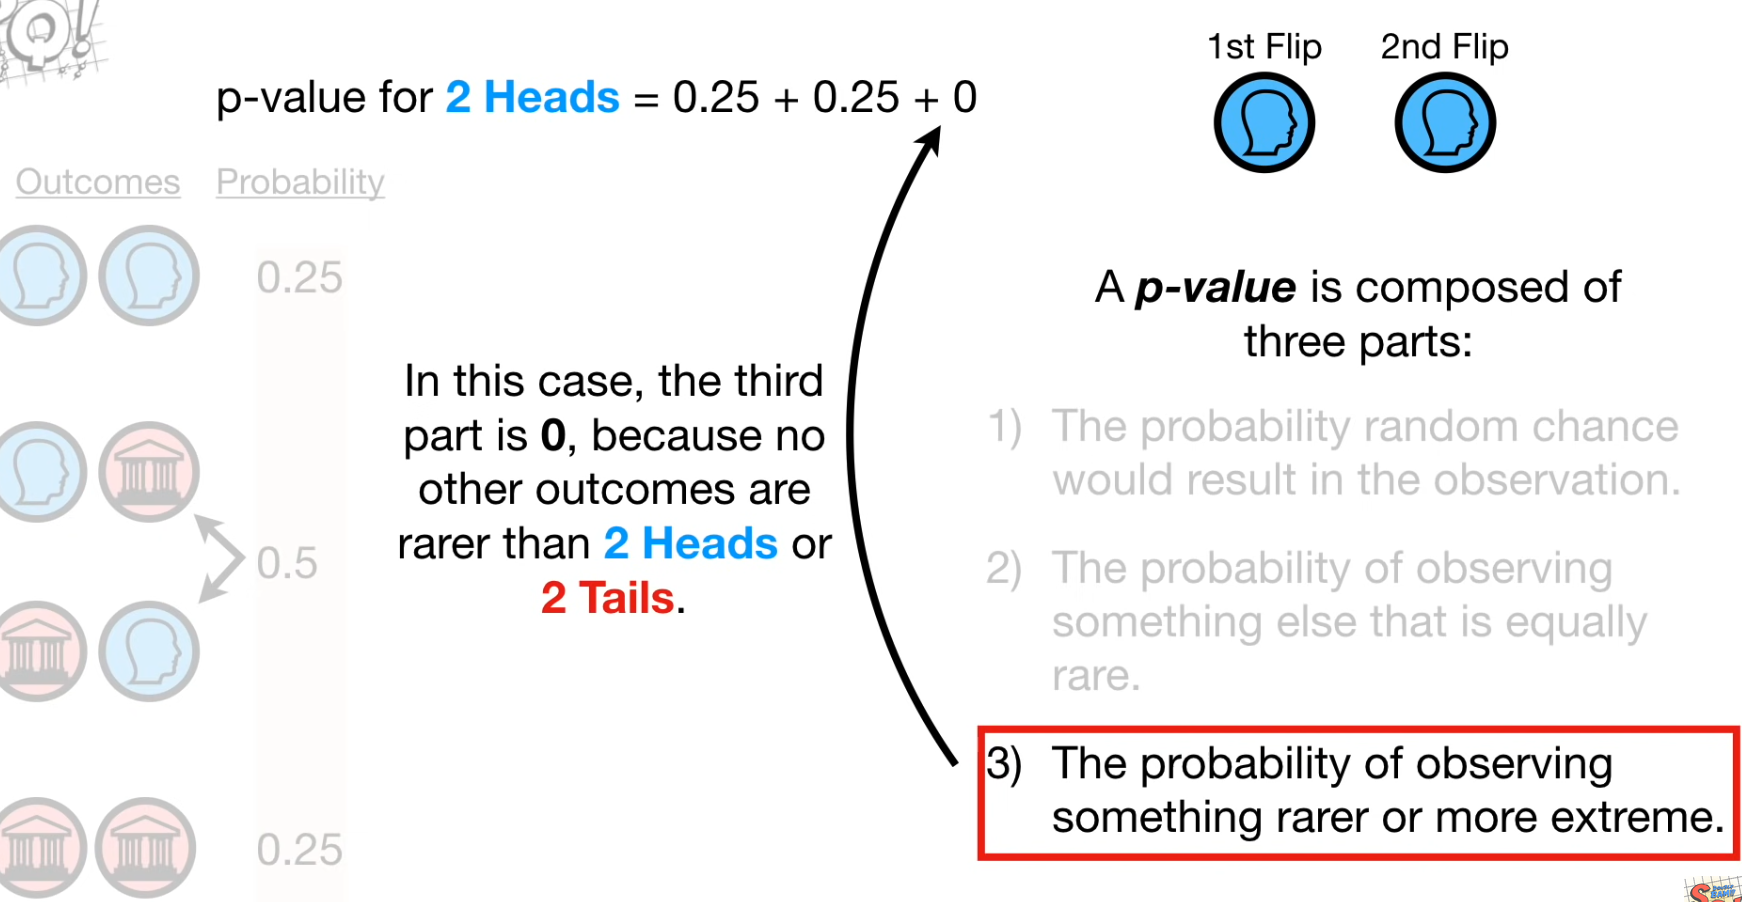 1st Flip 2nd Flip
p-value for 2 Heads = 0.25 + 0.25 + 0
Outcomes Probability
0.25
0.5
0.25
In this case, the third
part is 0, because no
other outcomes are
rarer than 2 Heads or
2 Tails.
A p-value is composed of
three parts:
1) The probability random chance
would result in the observation.
2) The probability of observing
something else that is equally
rare.
3) The probability of observing
something rarer or more extreme.